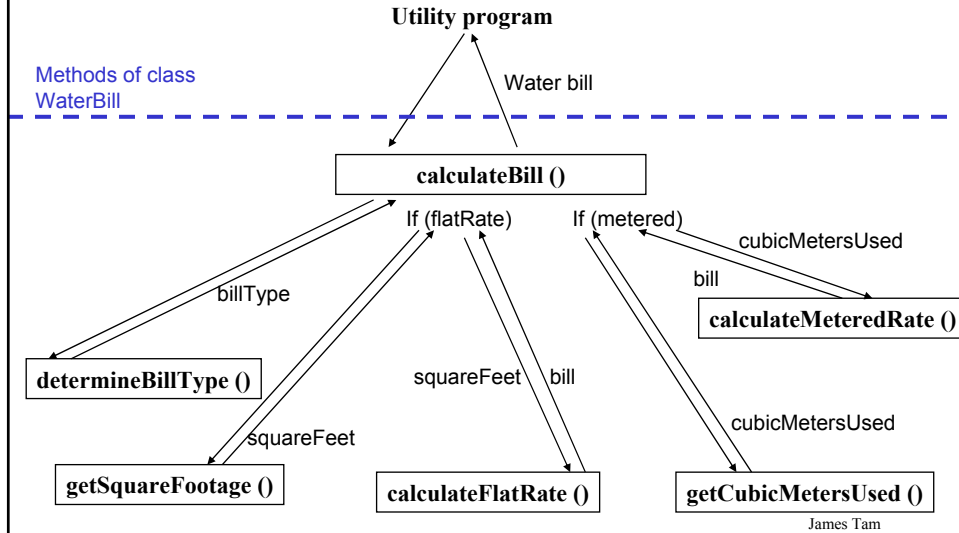 Utility program
Methods of class
WaterBill
Water bill
calculateBill ()
If (flatRate)
If (metered)
cubicMetersUsed
bill
billType
calculateMeteredRate ()
determineBillType ()
squareFeet
bill
cubicMetersUsed
squareFeet
getSquareFootage ()
calculateFlatRate ()
getCubicMetersUsed ()
James Tam